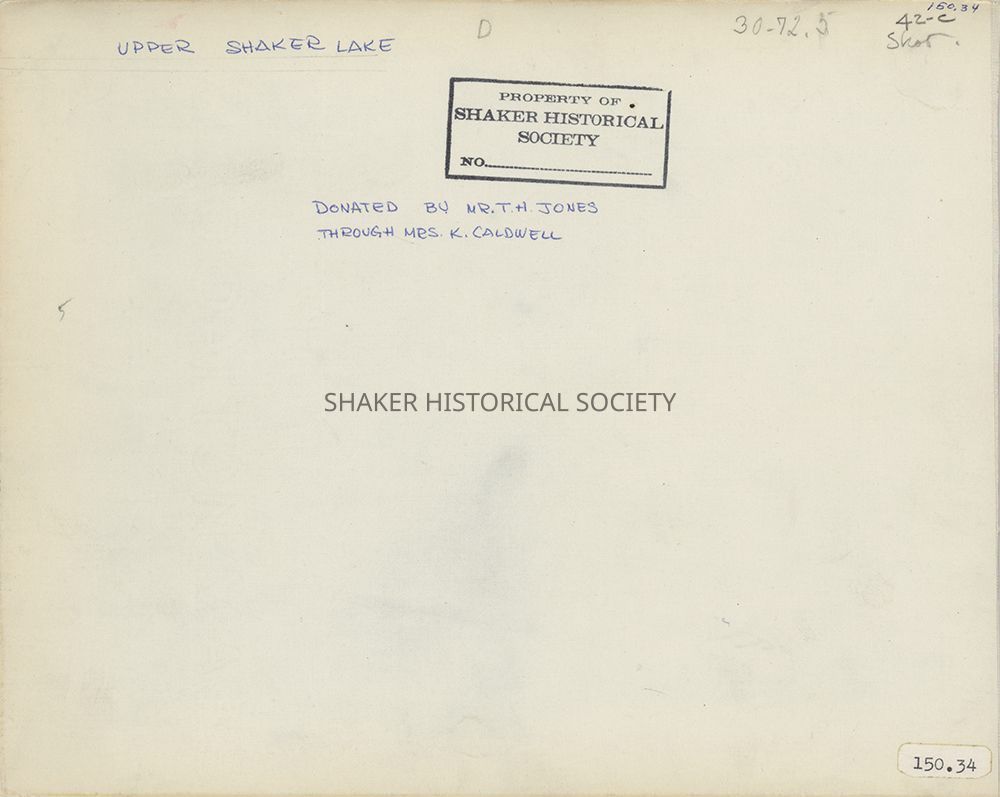 150.34
UPPER SHAKER LAKE
D
30-72.5
42-C
PROPERTY OF
SHAKER HISTORICAL
SOCIETY
NO.
DONATED BY MR. T. H. JONES
THROUGH MRS. K. CALDWELL
5
SHAKER HISTORICAL SOCIETY
150.34